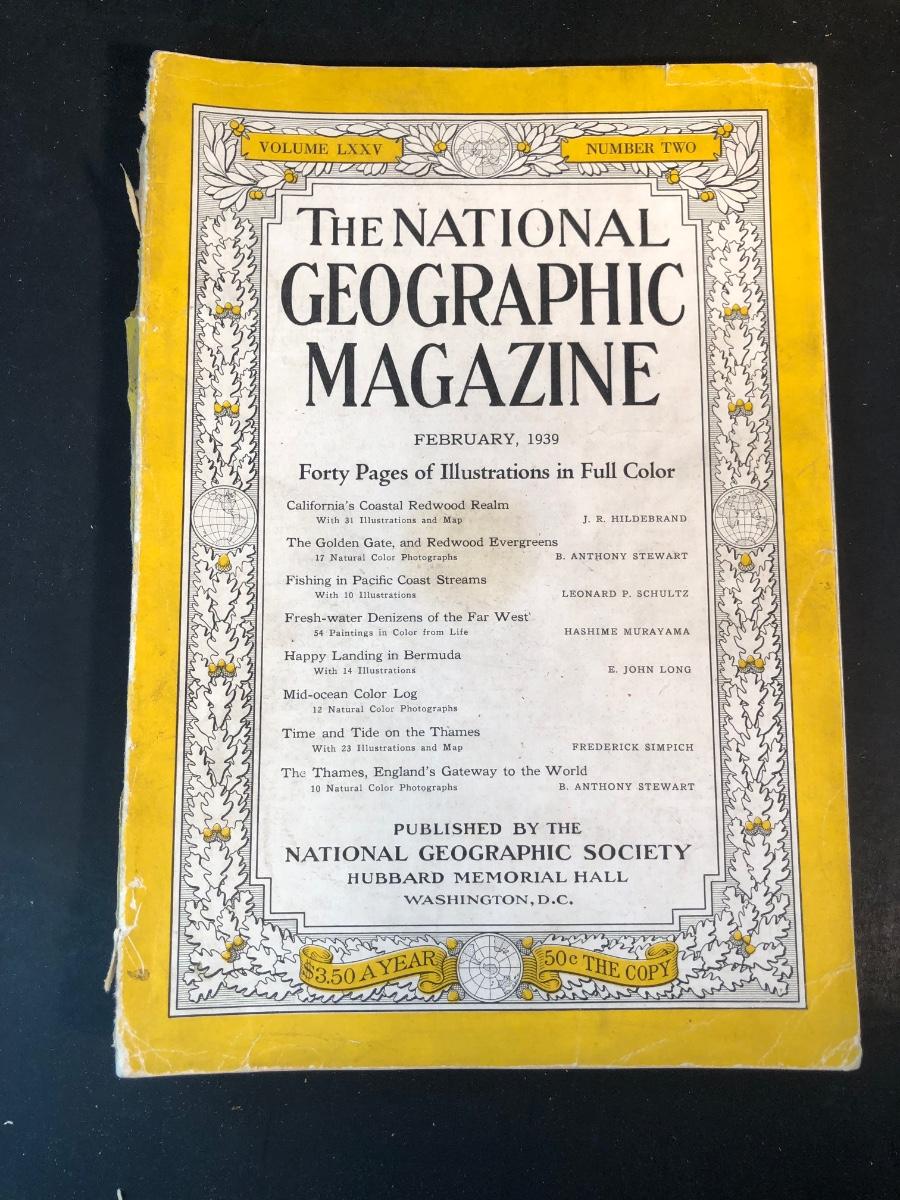 VOLUME LXXV
NUMBER TWO
THE NATIONAL
GEOGRAPHIC
MAGAZINE
FEBRUARY, 1939
Forty Pages of Illustrations in Full Color
California's Coastal Redwood Realm
With 31 Illustrations and Map J. R. HILDEBRAND
The Golden Gate, and Redwood Evergreens
17 Natural Color Photographs B. ANTHONY STEWART
Fishing in Pacific Coast Streams
With 10 Illustrations LEONARD P. SCHULTZ
Fresh-water Denizens of the Far West
54 Paintings in Color from Life HASHIME MURAYAMA
Happy Landing in Bermuda
With 14 Illustrations E. JOHN LONG
Mid-ocean Color Log
12 Natural Color Photographs
Time and Tide on the Thames
With 23 Illustrations and Map FREDERICK SIMPICH
The Thames, England's Gateway to the World
10 Natural Color Photographs B. ANTHONY STEWART
PUBLISHED BY THE
NATIONAL GEOGRAPHIC SOCIETY
HUBBARD MEMORIAL HALL
WASHINGTON, D.C.
$3.50 A YEAR
50c THE COPY